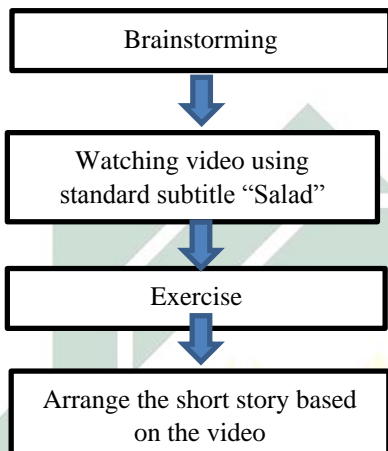 Brainstorming
Watching video using
standard subtitle “Salad”
Exercise
Arrange the short story based
on the video